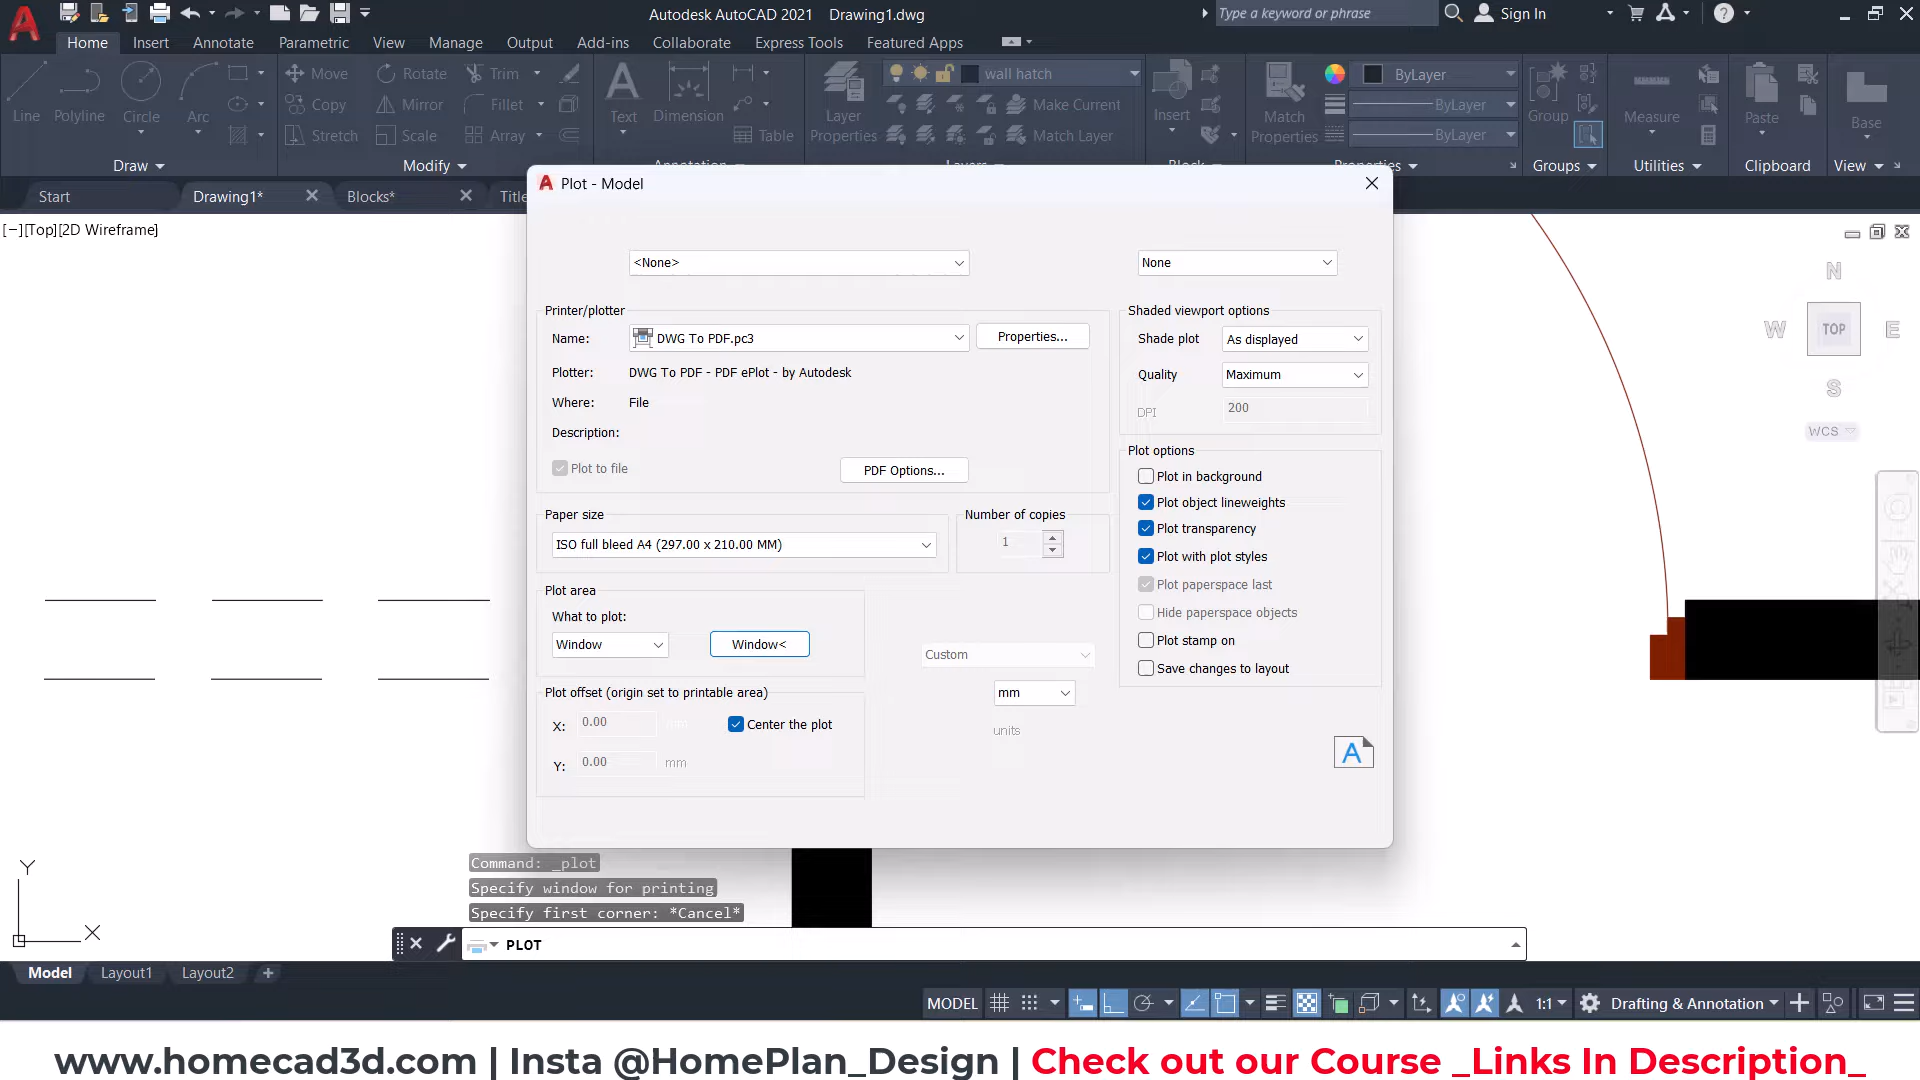 Autodesk AutoCAD 2021 Drawing1.dwg
Type a keyword or phrase
Sign In
Home Insert Annotate Parametric View Manage Output Add-ins Collaborate Express Tools Featured Apps
Line
Polyline
Circle
Arc
Draw
Move
Copy
Stretch
Rotate
Mirror
Scale
Trim
Fillet
Array
Modify
Text
Dimension
Table
Layer
Properties
wall hatch
Make Current
Match Layer
Insert
Match
Properties
ByLayer
ByLayer
ByLayer
Properties
Group
Groups
Measure
Utilities
Paste
Clipboard
Base
View
Start
Drawing1*
Blocks*
[−][Top][2D Wireframe]
Plot - Model
<None>
None
Printer/plotter
Name:
DWG To PDF.pc3
Properties...
Plotter:
DWG To PDF - PDF ePlot - by Autodesk
Where:
File
Description:
Plot to file
PDF Options...
Paper size
ISO full bleed A4 (297.00 x 210.00 MM)
Number of copies
1
Plot area
What to plot:
Window
Window<
Plot offset (origin set to printable area)
X:
0.00
Center the plot
Y:
0.00
mm
Custom
mm
units
Shaded viewport options
Shade plot
As displayed
Quality
Maximum
DPI
200
Plot options
Plot in background
Plot object lineweights
Plot transparency
Plot with plot styles
Plot paperspace last
Hide paperspace objects
Plot stamp on
Save changes to layout
A
N
W
TOP
E
S
WCS
Y
X
Command: _plot
Specify window for printing
Specify first corner: *Cancel*
PLOT
Model Layout1 Layout2 +
MODEL
1:1
Drafting & Annotation
www.homecad3d.com | Insta @HomePlan_Design | Check out our Course _Links In Description_